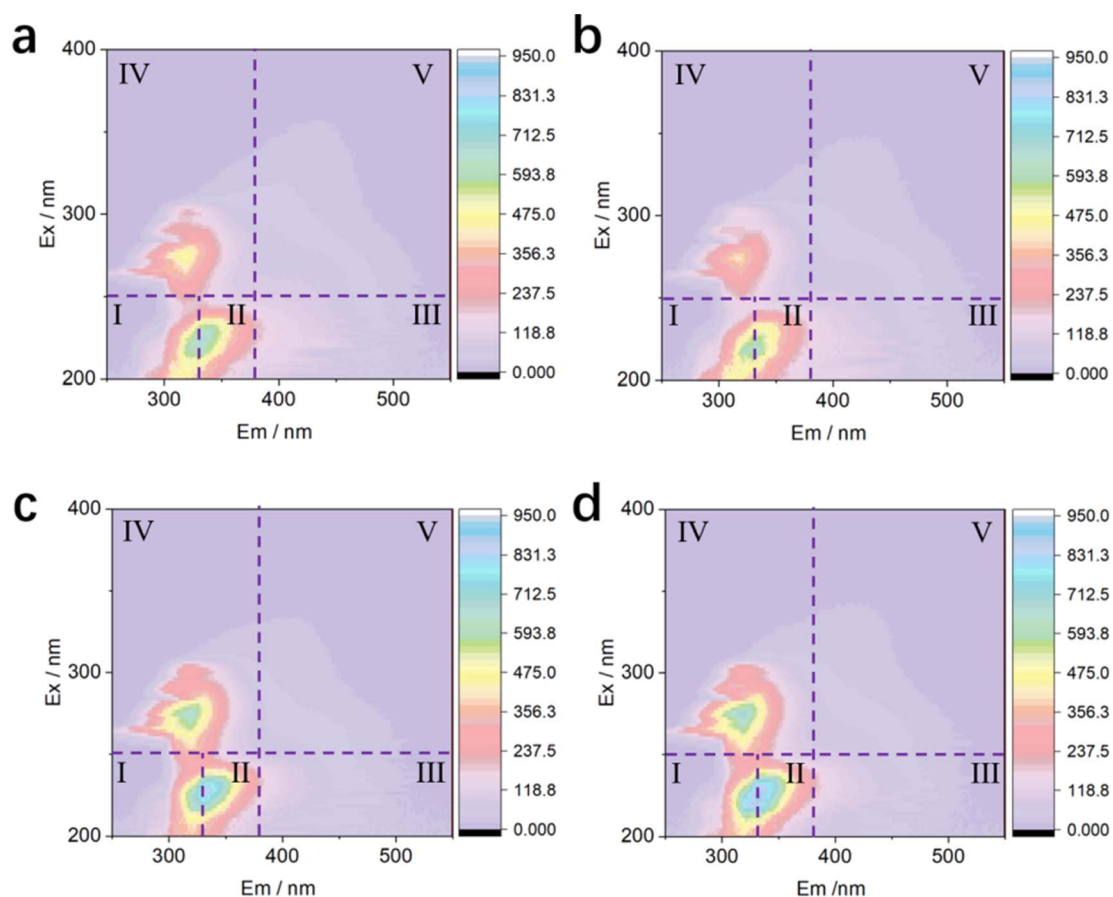 a
400
IV
V
300
I
II
III
200
300
400
500
Ex / nm
Em / nm
950.0
831.3
712.5
593.8
475.0
356.3
237.5
118.8
0.000
b
400
IV
V
300
I
II
III
200
300
400
500
Ex / nm
Em / nm
950.0
831.3
712.5
593.8
475.0
356.3
237.5
118.8
0.000
c
400
IV
V
300
I
II
III
200
300
400
500
Ex / nm
Em / nm
950.0
831.3
712.5
593.8
475.0
356.3
237.5
118.8
0.000
d
400
IV
V
300
I
II
III
200
300
400
500
Ex / nm
Em /nm
950.0
831.3
712.5
593.8
475.0
356.3
237.5
118.8
0.000